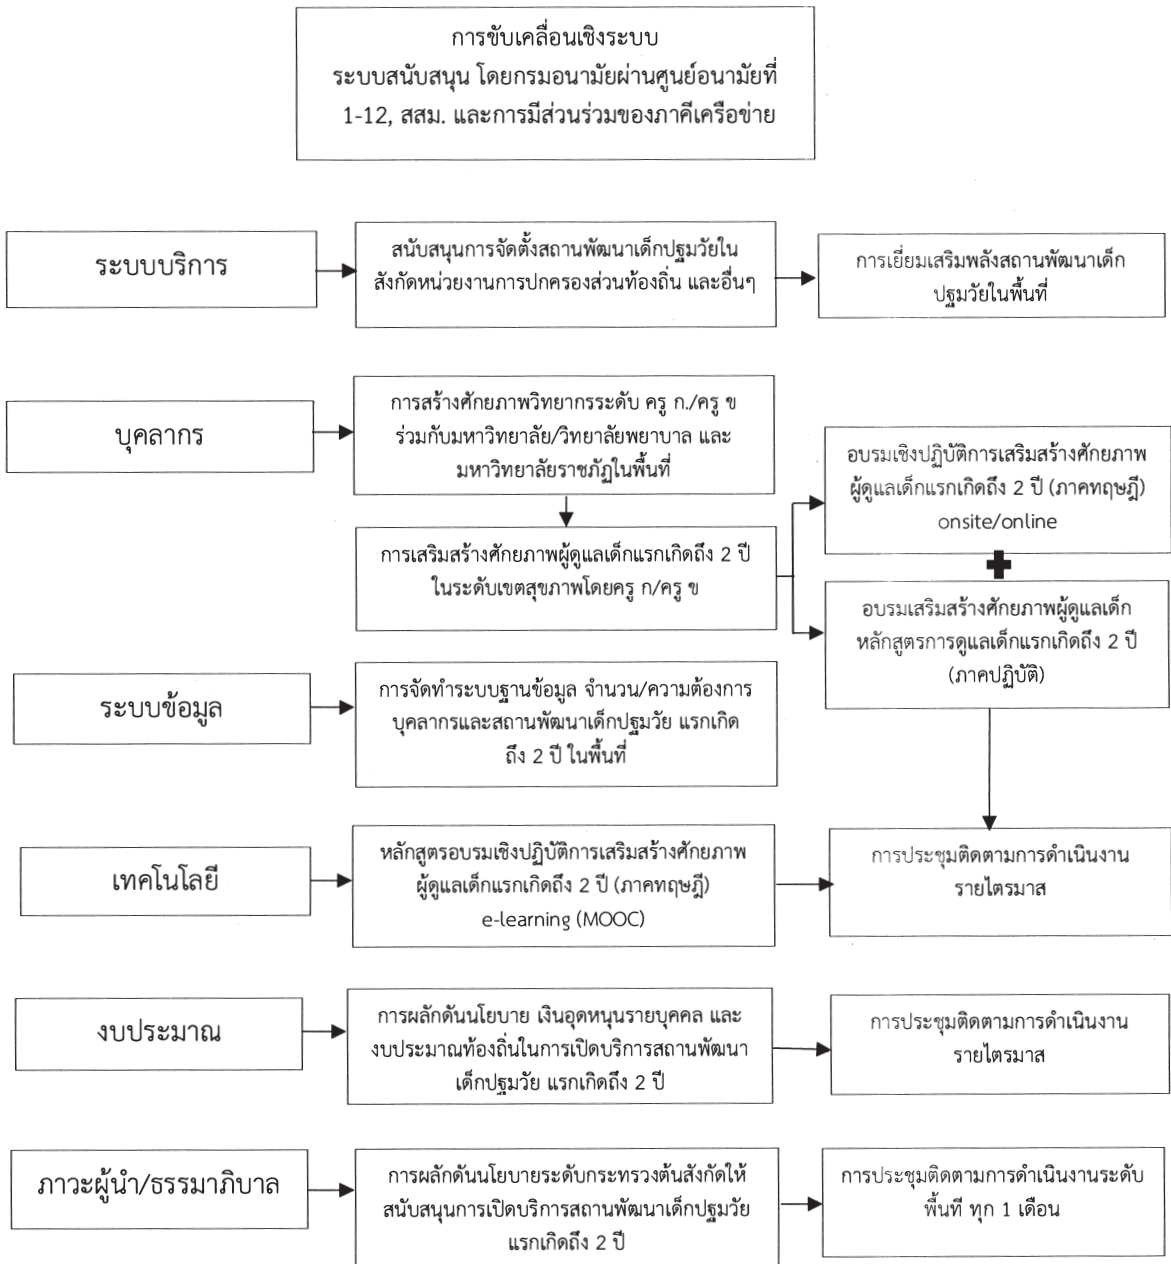 การขับเคลื่อนเชิงระบบ
ระบบสนับสนุน โดยกรมอนามัยผ่านศูนย์อนามัยที่
1-12, สสม. และการมีส่วนร่วมของภาคีเครือข่าย
ระบบบริการ
สนับสนุนการจัดตั้งสถานพัฒนาเด็กปฐมวัยใน
สังกัดหน่วยงานการปกครองส่วนท้องถิ่น และอื่นๆ
การเยี่ยมเสริมพลังสถานพัฒนาเด็ก
ปฐมวัยในพื้นที่
บุคลากร
การสร้างศักยภาพวิทยากรระดับ ครู ก./ครู ข
ร่วมกับมหาวิทยาลัย/วิทยาลัยพยาบาล และ
มหาวิทยาลัยราชภัฏในพื้นที่
การเสริมสร้างศักยภาพผู้ดูแลเด็กแรกเกิดถึง 2 ปี
ในระดับเขตสุขภาพโดยครู ก/ครู ข
อบรมเชิงปฏิบัติการเสริมสร้างศักยภาพ
ผู้ดูแลเด็กแรกเกิดถึง 2 ปี (ภาคทฤษฎี)
onsite/online
อบรมเสริมสร้างศักยภาพผู้ดูแลเด็ก
หลักสูตรการดูแลเด็กแรกเกิดถึง 2 ปี
(ภาคปฏิบัติ)
ระบบข้อมูล
การจัดทำระบบฐานข้อมูล จำนวน/ความต้องการ
บุคลากรและสถานพัฒนาเด็กปฐมวัย แรกเกิด
ถึง 2 ปี ในพื้นที่
เทคโนโลยี
หลักสูตรอบรมเชิงปฏิบัติการเสริมสร้างศักยภาพ
ผู้ดูแลเด็กแรกเกิดถึง 2 ปี (ภาคทฤษฎี)
e-learning (MOOC)
การประชุมติดตามการดำเนินงาน
รายไตรมาส
งบประมาณ
การผลักดันนโยบาย เงินอุดหนุนรายบุคคล และ
งบประมาณท้องถิ่นในการเปิดบริการสถานพัฒนา
เด็กปฐมวัย แรกเกิดถึง 2 ปี
การประชุมติดตามการดำเนินงาน
รายไตรมาส
ภาวะผู้นำ/ธรรมาภิบาล
การผลักดันนโยบายระดับกระทรวงต้นสังกัดให้
สนับสนุนการเปิดบริการสถานพัฒนาเด็กปฐมวัย
แรกเกิดถึง 2 ปี
การประชุมติดตามการดำเนินงานระดับ
พื้นที่ ทุก 1 เดือน